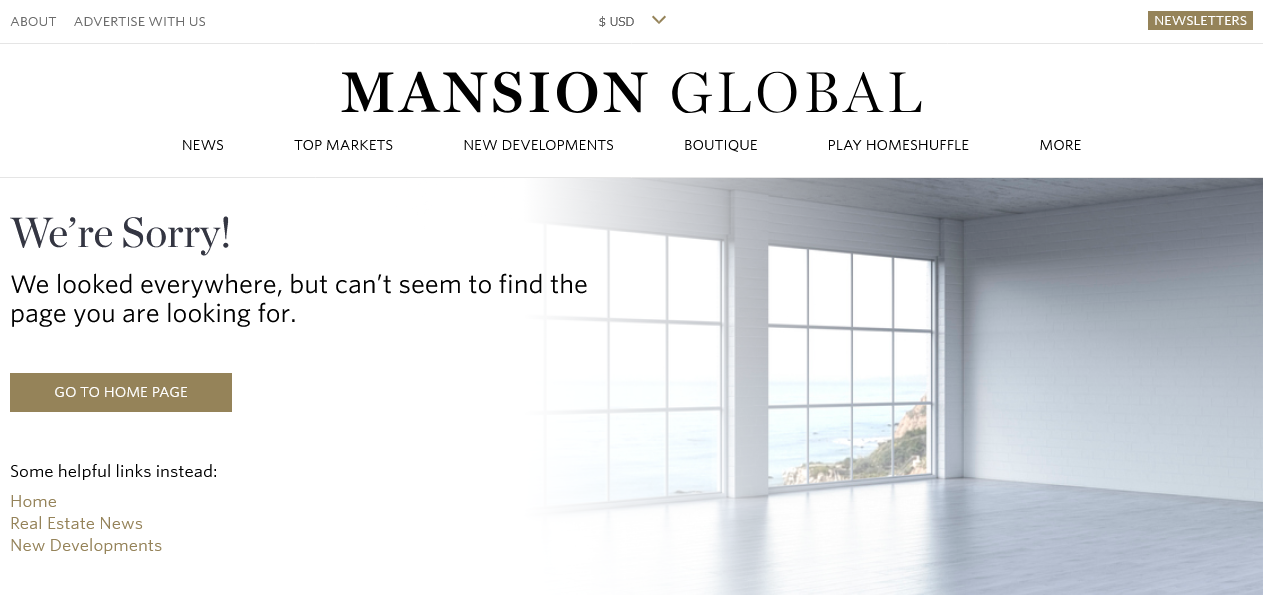 ABOUT
ADVERTISE WITH US
$ USD
NEWSLETTERS
MANSION GLOBAL
NEWS
TOP MARKETS
NEW DEVELOPMENTS
BOUTIQUE
PLAY HOMESHUFFLE
MORE
We’re Sorry!
We looked everywhere, but can’t seem to find the
page you are looking for.
GO TO HOME PAGE
Some helpful links instead:
Home
Real Estate News
New Developments